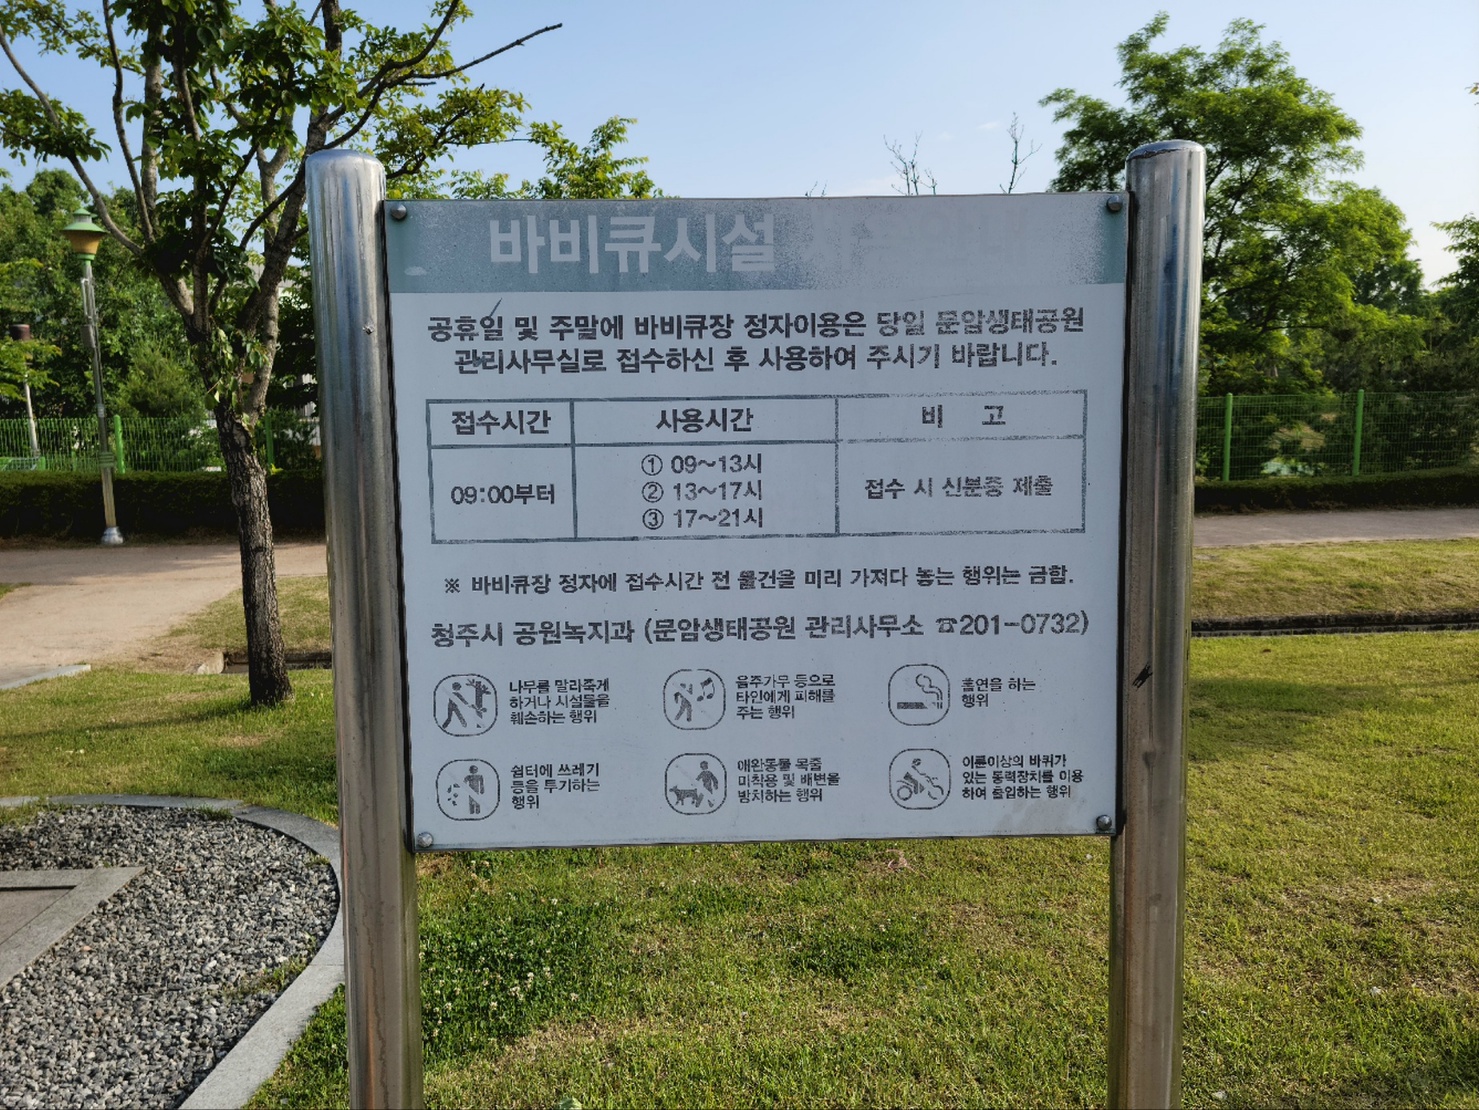 바비큐시설
공휴일 및 주말에 바비큐장 정자이용은 당일 문암생태공원
관리사무실로 접수하신 후 사용하여 주시기 바랍니다.
접수시간 사용시간 비 고
① 09~13시
09:00부터 ② 13~17시 접수 시 신분증 제출
③ 17~21시
※ 바비큐장 정자에 접수시간 전 물건을 미리 가져다 놓는 행위는 금함.
청주시 공원녹지과 (문암생태공원 관리사무소 ☎201-0732)
나무를 말라죽게
하거나 시설물을
훼손하는 행위
음주가무 등으로
타인에게 피해를
주는 행위
흡연을 하는
행위
쉼터에 쓰레기
등을 투기하는
행위
애완동물 목줄
미착용 및 배변을
방치하는 행위
이륜이상의 바퀴가
있는 동력장치를 이용
하여 출입하는 행위